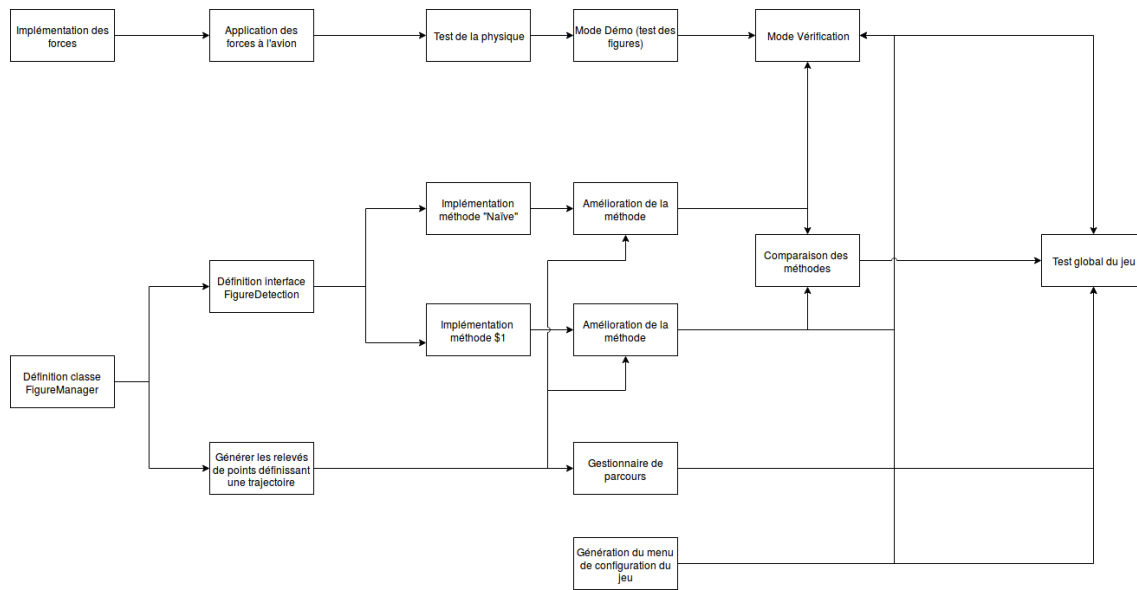 Implémentation des
forces
Application des
forces à l'avion
Test de la physique
Mode Démo (test des
figures)
Mode Vérification
Implémentation
méthode "Naïve"
Amélioration de la
méthode
Comparaison des
méthodes
Test global du jeu
Définition interface
FigureDetection
Implémentation
méthode $1
Amélioration de la
méthode
Définition classe
FigureManager
Générer les relevés
de points définissant
une trajectoire
Gestionnaire de
parcours
Génération du menu
de configuration du
jeu